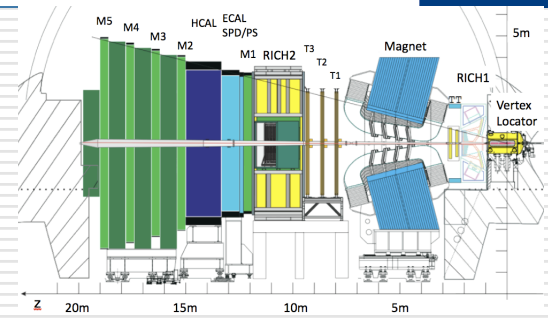 M5
M4
M3
M2
HCAL
ECAL
SPD/PS
M1
RICH2
T3
T2
T1
Magnet
RICH1
TT
Vertex
Locator
5m
z
20m
15m
10m
5m